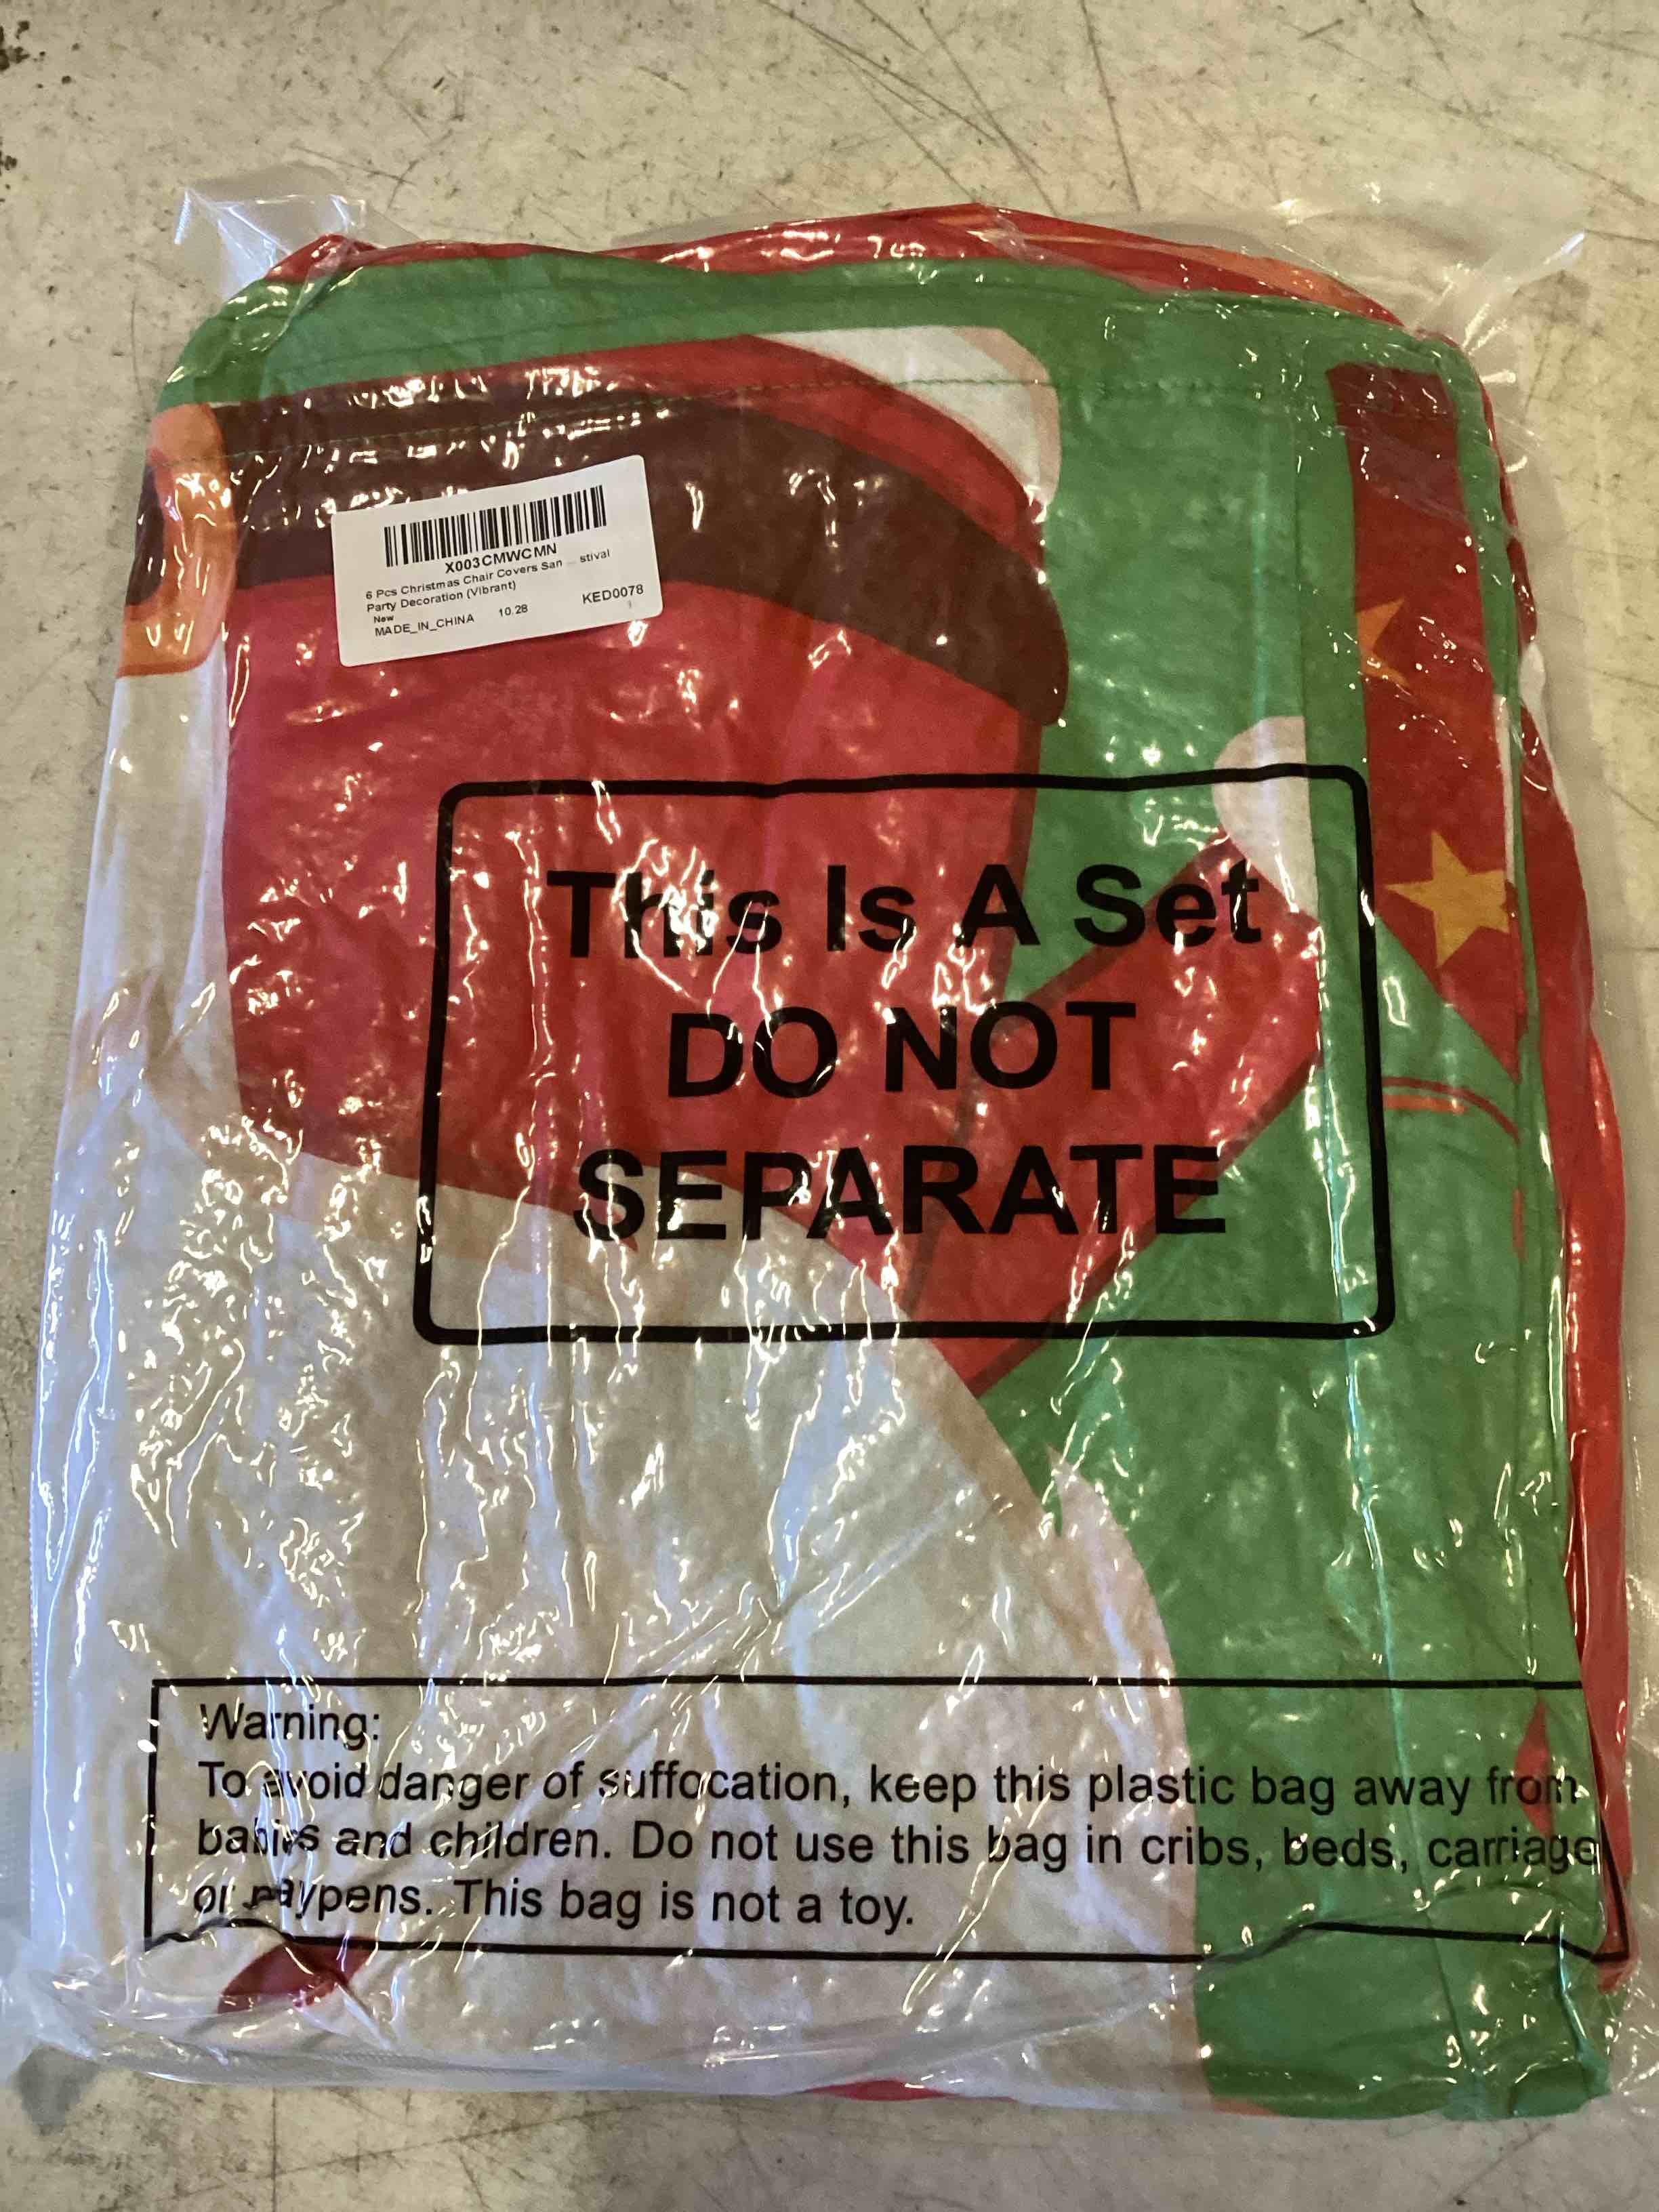 X003CMWCMN
6 Pcs Christmas Chair Covers San ... stival
Party Decoration (Vibrant)
New
MADE_IN_CHINA 10.28 KED0078
This Is A Set
DO NOT
SEPARATE
Warning:
To avoid danger of suffocation, keep this plastic bag away from
babies and children. Do not use this bag in cribs, beds, carriage
or paypens. This bag is not a toy.